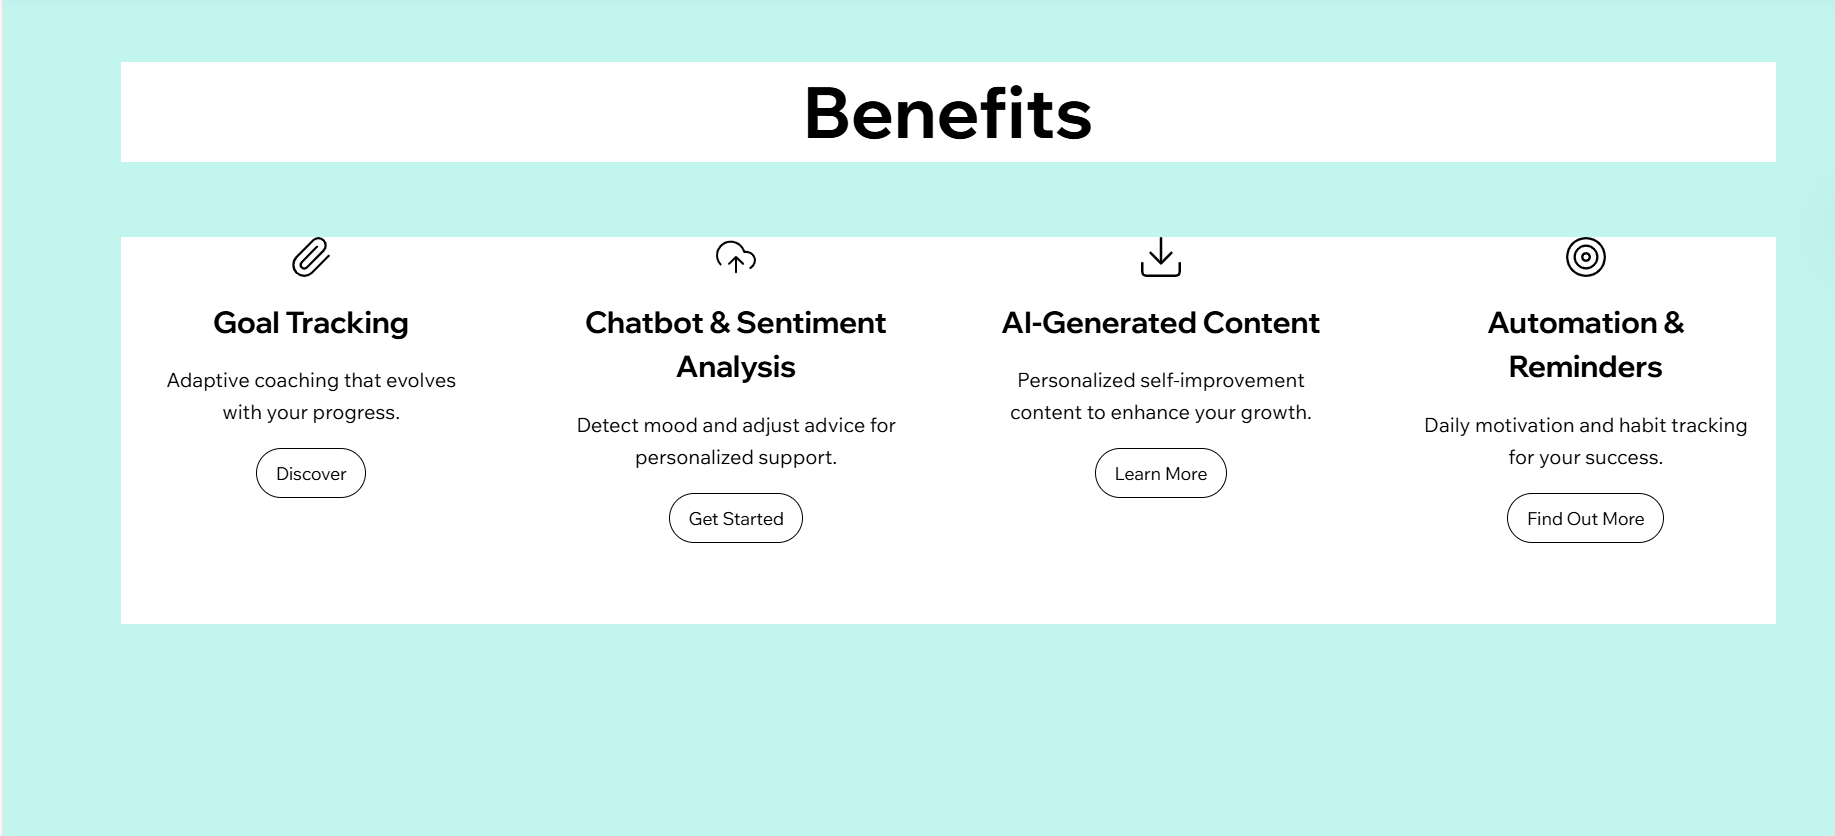 Benefits
Goal Tracking
Adaptive coaching that evolves
with your progress.
Discover
Chatbot & Sentiment
Analysis
Detect mood and adjust advice for
personalized support.
Get Started
AI-Generated Content
Personalized self-improvement
content to enhance your growth.
Learn More
Automation &
Reminders
Daily motivation and habit tracking
for your success.
Find Out More